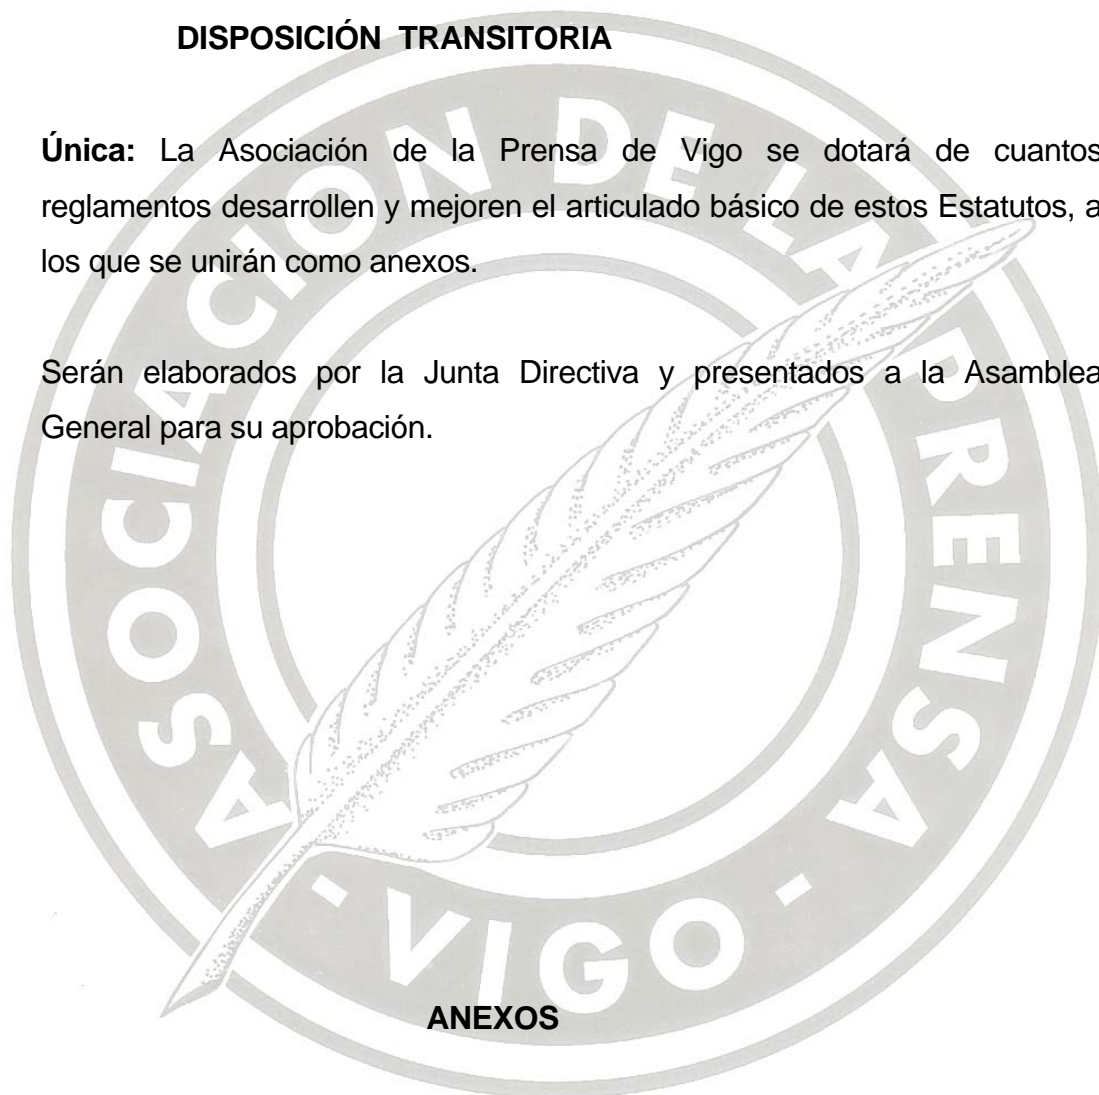 DISPOSICIÓN TRANSITORIA
Única: La Asociación de la Prensa de Vigo se dotará de cuantos
reglamentos desarrollen y mejoren el articulado básico de estos Estatutos, a
los que se unirán como anexos.
Serán elaborados por la Junta Directiva y presentados a la Asamblea
General para su aprobación.
ASOCIACION DE LA PRENSA
- VIGO -
ANEXOS